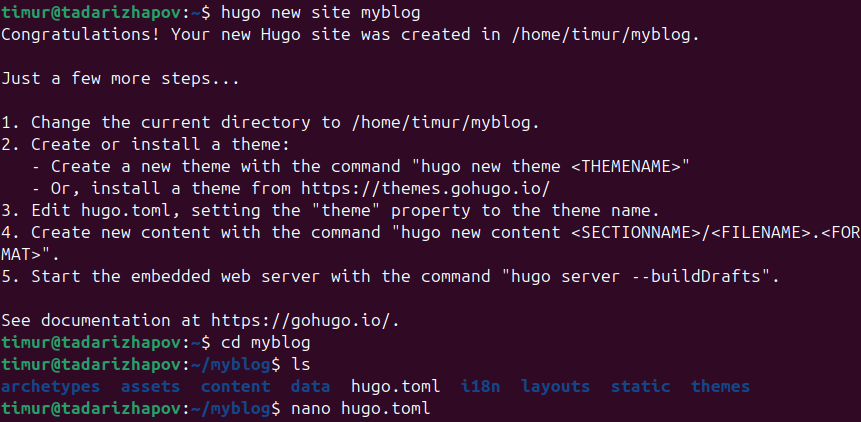 timur@tadarizhapov:~$ hugo new site myblog
Congratulations! Your new Hugo site was created in /home/timur/myblog.
Just a few more steps...
1. Change the current directory to /home/timur/myblog.
2. Create or install a theme:
   - Create a new theme with the command "hugo new theme <THEMENAME>"
   - Or, install a theme from https://themes.gohugo.io/
3. Edit hugo.toml, setting the "theme" property to the theme name.
4. Create new content with the command "hugo new content <SECTIONNAME>/<FILENAME>.<FOR
MAT>".
5. Start the embedded web server with the command "hugo server --buildDrafts".
See documentation at https://gohugo.io/.
timur@tadarizhapov:~$ cd myblog
timur@tadarizhapov:~/myblog$ ls
archetypes  assets  content  data  hugo.toml  i18n  layouts  static  themes
timur@tadarizhapov:~/myblog$ nano hugo.toml